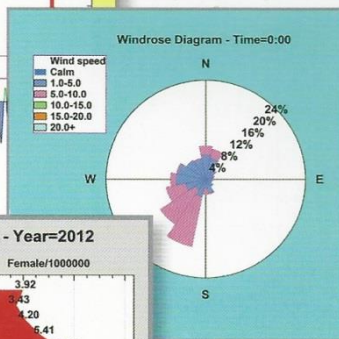 Windrose Diagram - Time=0:00
Wind speed
Calm
1.0-5.0
5.0-10.0
10.0-15.0
15.0-20.0
20.0+
N
24%
20%
16%
12%
8%
4%
W
E
S
- Year=2012
Female/1000000
3.92
3.43
4.20
5.41